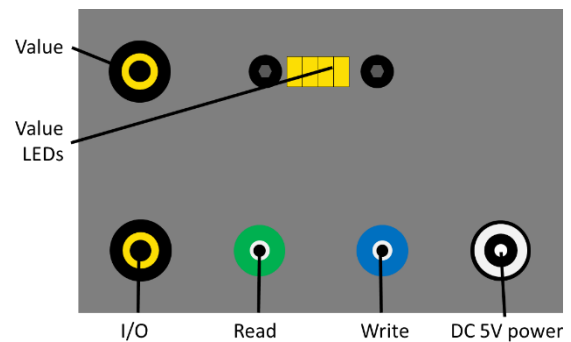 Value
Value
LEDs
I/O
Read
Write
DC 5V power